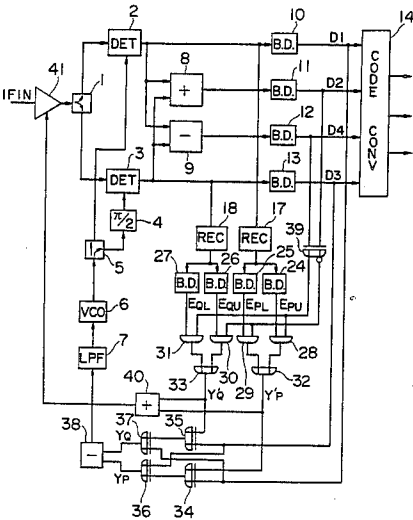 2
10
14
41
DET
B.D.
D1
8
11
IFIN
1
+
B.D.
D2
CODE CONV
12
−
B.D.
D4
3
9
13
DET
B.D.
D3
18
17
39
π/2
4
REC
REC
5
27
26
25
24
B.D.
B.D.
B.D.
B.D.
6
VCO
EQL
EQU
EPL
EPU
7
31
30
29
28
LPF
33
32
40
+
Y'Q
Y'P
37
35
38
YQ
−
YP
36
34